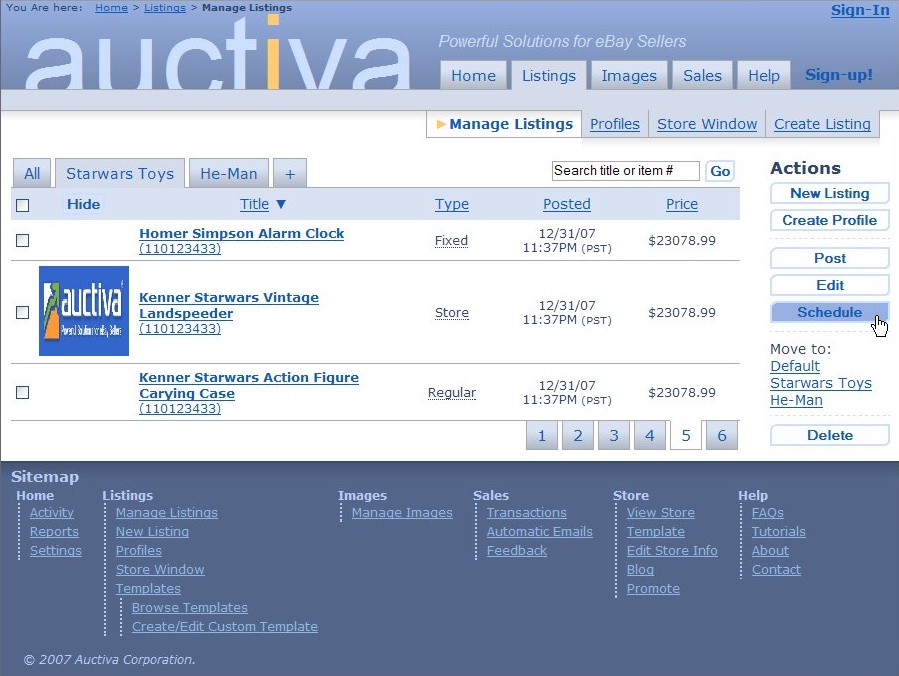 You Are here: Home > Listings > Manage Listings
Sign-In
auctiva
Powerful Solutions for eBay Sellers
Home Listings Images Sales Help Sign-up!
Manage Listings Profiles Store Window Create Listing
All Starwars Toys He-Man +
Search title or item # Go
Hide Title ▼ Type Posted Price
Homer Simpson Alarm Clock
(110123433)
Fixed
12/31/07
11:37PM (PST)
$23078.99
auctiva
Powerful Solutions for eBay Sellers
Kenner Starwars Vintage
Landspeeder
(110123433)
Store
12/31/07
11:37PM (PST)
$23078.99
Kenner Starwars Action Figure
Carying Case
(110123433)
Regular
12/31/07
11:37PM (PST)
$23078.99
1 2 3 4 5 6
Actions
New Listing
Create Profile
Post
Edit
Schedule
Move to:
Default
Starwars Toys
He-Man
Delete
Sitemap
Home
Activity
Reports
Settings
Listings
Manage Listings
New Listing
Profiles
Store Window
Templates
Browse Templates
Create/Edit Custom Template
Images
Manage Images
Sales
Transactions
Automatic Emails
Feedback
Store
View Store
Template
Edit Store Info
Blog
Promote
Help
FAQs
Tutorials
About
Contact
© 2007 Auctiva Corporation.